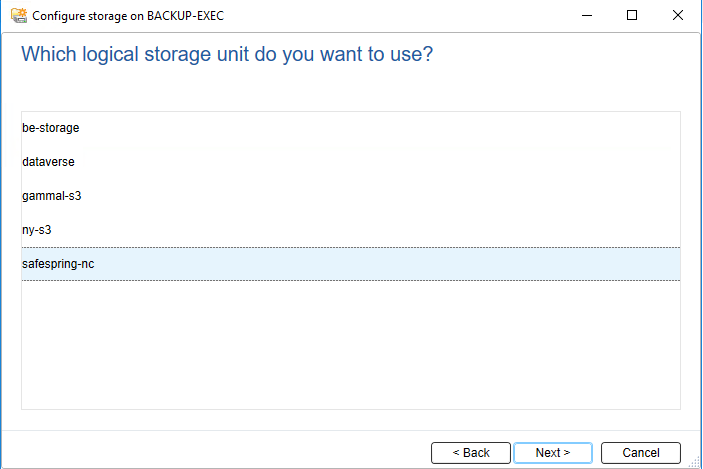 Configure storage on BACKUP-EXEC
Which logical storage unit do you want to use?
be-storage
dataverse
gammal-s3
ny-s3
safespring-nc
< Back Next > Cancel